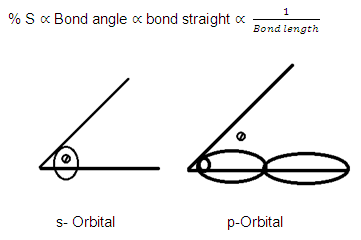 % S ∝ Bond angle ∝ bond straight ∝ 1/Bond length
s- Orbital
p-Orbital